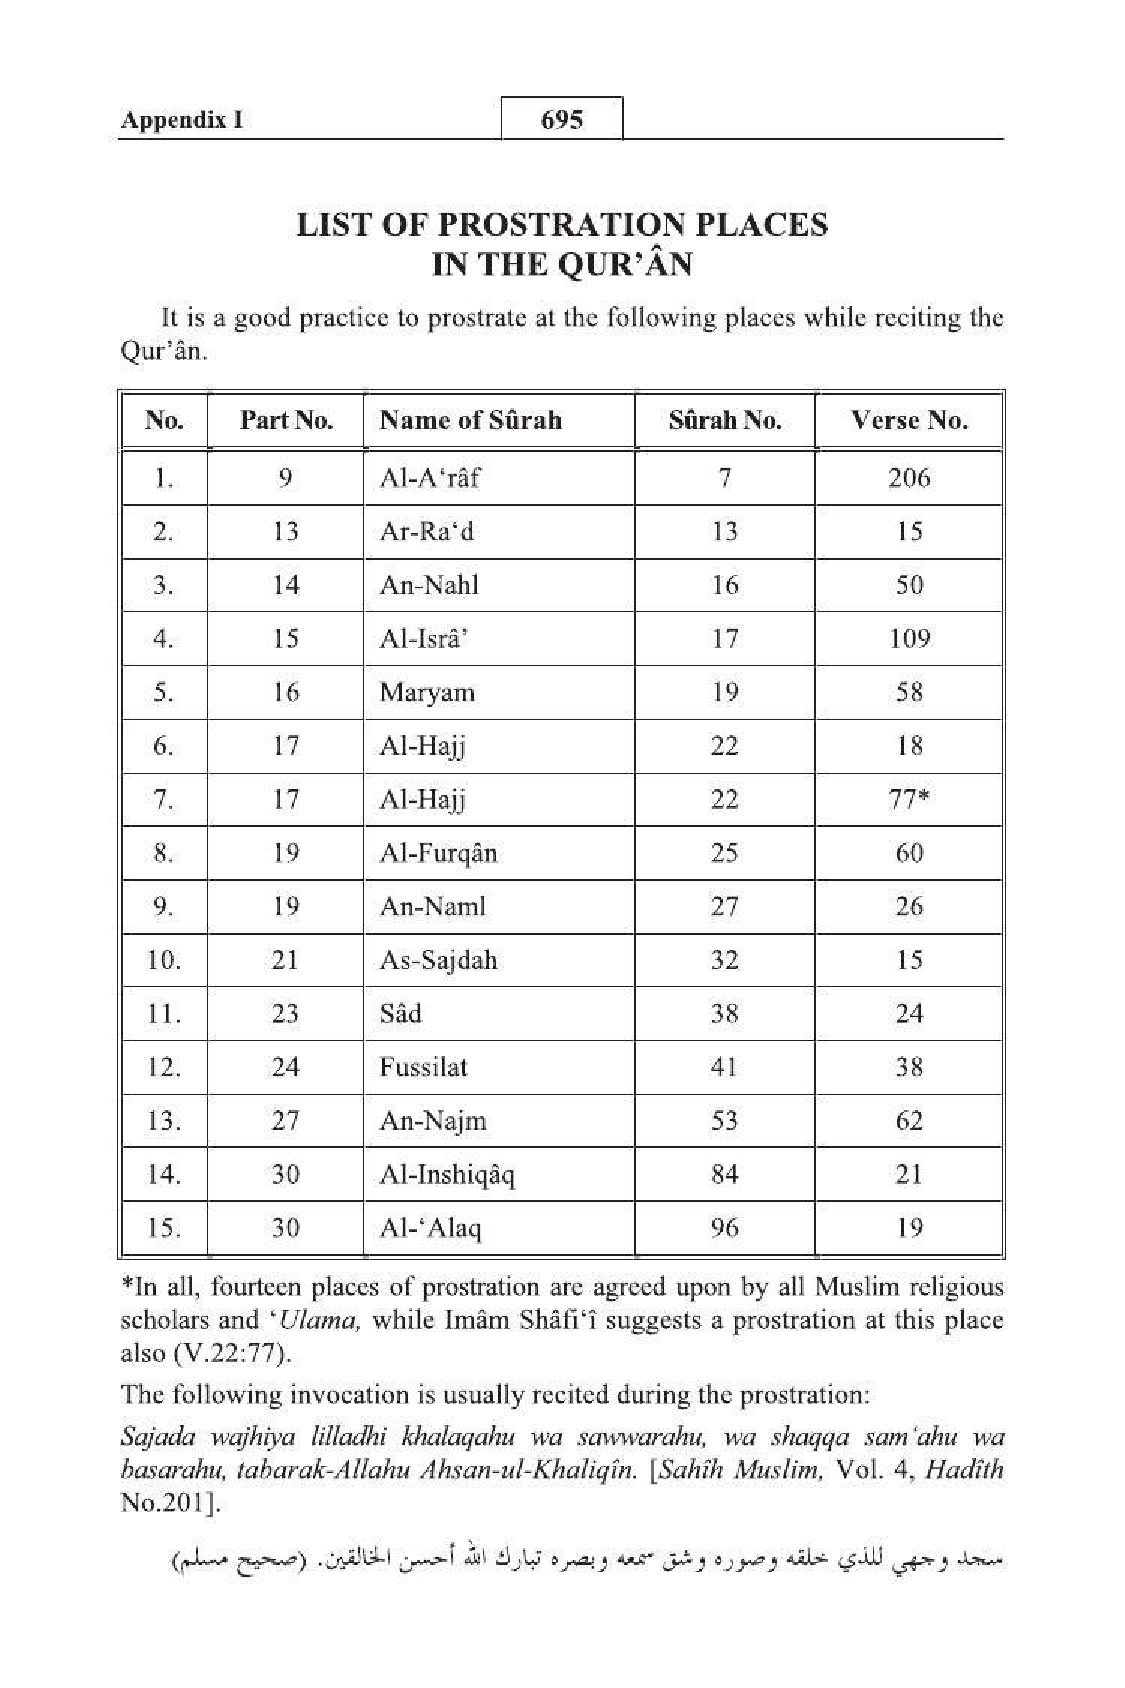 Appendix I 695
LIST OF PROSTRATION PLACES
IN THE QUR’ÂN
It is a good practice to prostrate at the following places while reciting the
Qur’ân.
No. Part No. Name of Sûrah Sûrah No. Verse No.
1. 9 Al-A‘râf 7 206
2. 13 Ar-Ra‘d 13 15
3. 14 An-Nahl 16 50
4. 15 Al-Isrâ’ 17 109
5. 16 Maryam 19 58
6. 17 Al-Hajj 22 18
7. 17 Al-Hajj 22 77*
8. 19 Al-Furqân 25 60
9. 19 An-Naml 27 26
10. 21 As-Sajdah 32 15
11. 23 Sâd 38 24
12. 24 Fussilat 41 38
13. 27 An-Najm 53 62
14. 30 Al-Inshiqâq 84 21
15. 30 Al-‘Alaq 96 19
*In all, fourteen places of prostration are agreed upon by all Muslim religious
scholars and ‘Ulama, while Imâm Shâfi‘î suggests a prostration at this place
also (V.22:77).
The following invocation is usually recited during the prostration:
Sajada wajhiya lilladhi khalaqahu wa sawwarahu, wa shaqqa sam‘ahu wa
basarahu, tabarak-Allahu Ahsan-ul-Khaliqîn. [Sahîh Muslim, Vol. 4, Hadîth
No.201].
سجد وجهي للذي خلقه وصوره وشق سمعه وبصره تبارك الله أحسن الخالقين. (صحيح مسلم)